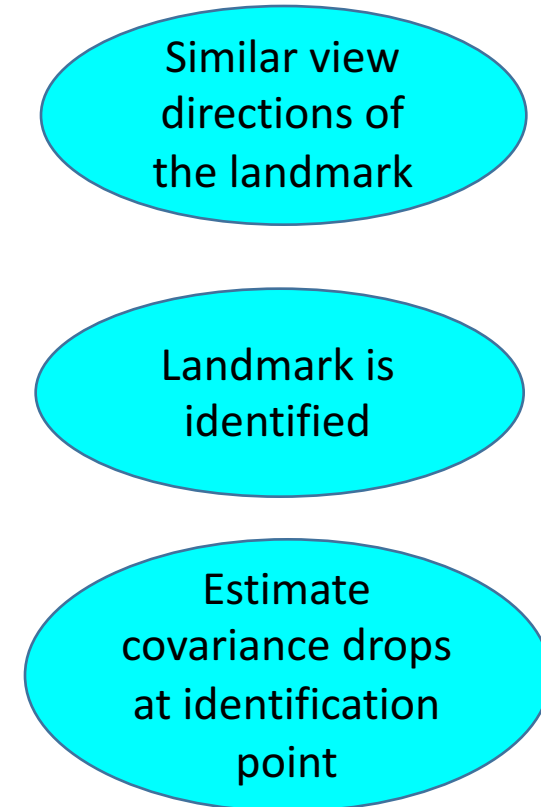 Similar view
directions of
the landmark
Landmark is
identified
Estimate
covariance drops
at identification
point